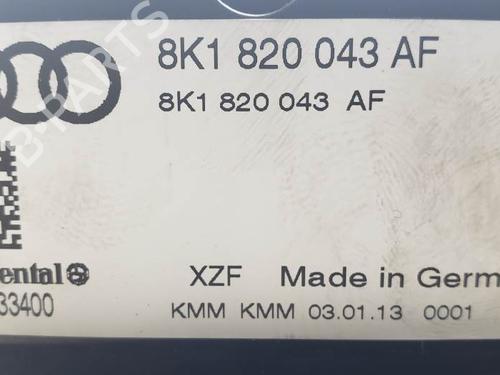 8K1 820 043 AF
8K1 820 043 AF
B-PARTS
XZF Made in Germ
33400
KMM KMM 03.01.13 0001